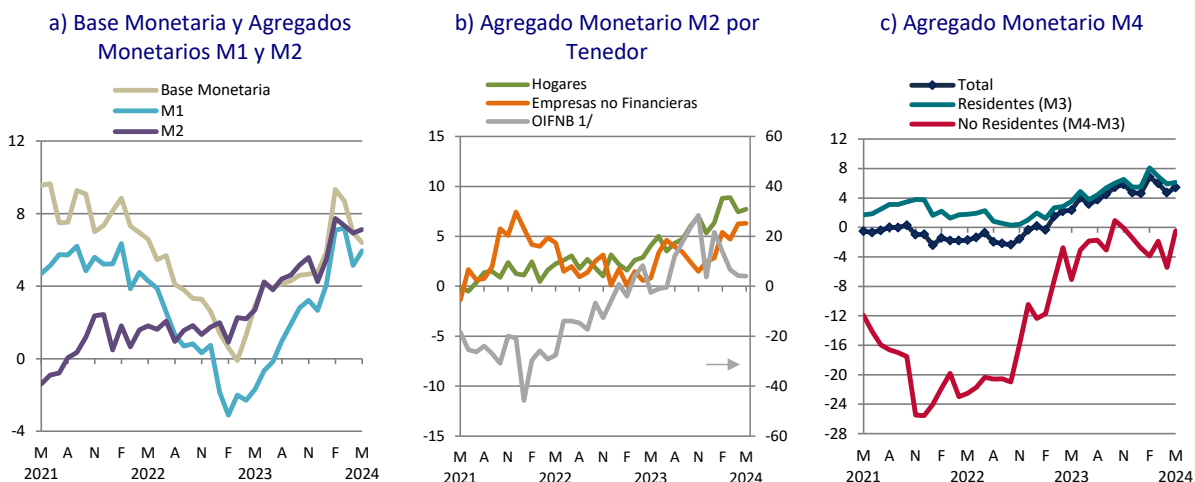 a) Base Monetaria y Agregados
Monetarios M1 y M2
Base Monetaria
M1
M2
12
8
4
0
-4
M A N F M A N F M A N F M
2021 2022 2023 2024
b) Agregado Monetario M2 por
Tenedor
Hogares
Empresas no Financieras
OIFNB 1/
15 60
10 40
5 20
0 0
-5 -20
-10 -40
-15 -60
M A N F M A N F M A N F M
2021 2022 2023 2024
c) Agregado Monetario M4
Total
Residentes (M3)
No Residentes (M4-M3)
12
8
4
0
-4
-8
-12
-16
-20
-24
-28
M A N F M A N F M A N F M
2021 2022 2023 2024